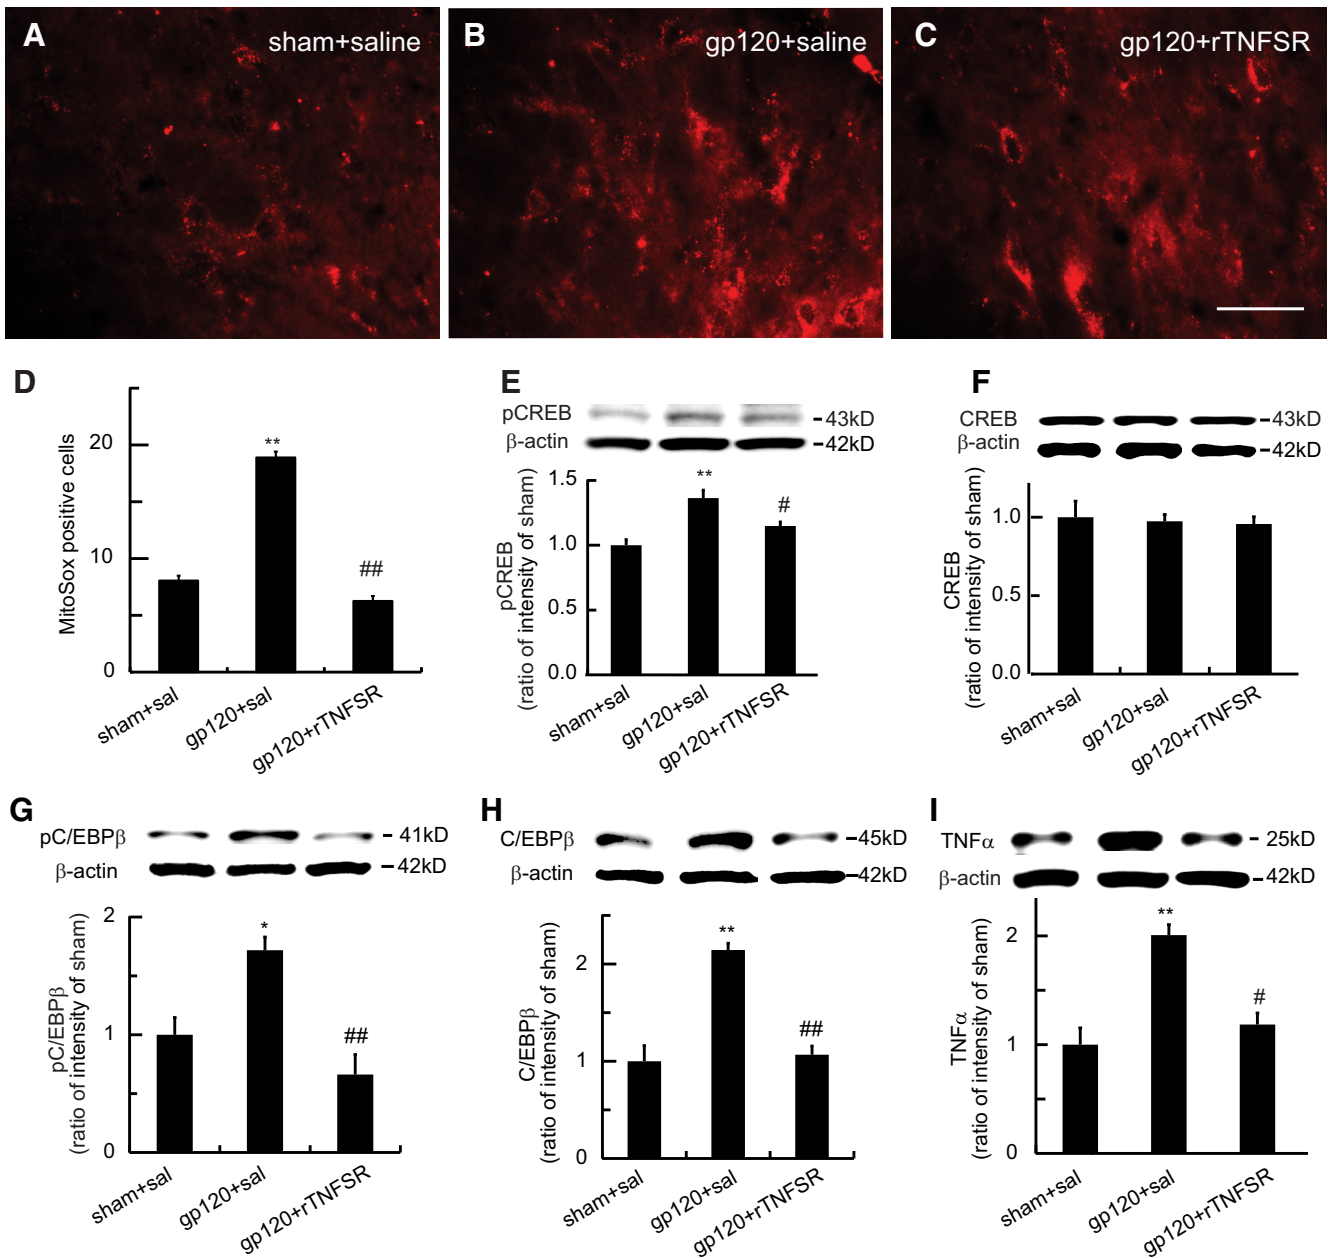 A
sham+saline
B
gp120+saline
C
gp120+rTNFSR
D
MitoSox positive cells
20
10
0
**
##
sham+sal
gp120+sal
gp120+rTNFSR
E
pCREB
-43kD
β-actin
-42kD
pCREB
(ratio of intensity of sham)
1.5
1.0
0.5
0.0
**
#
sham+sal
gp120+sal
gp120+rTNFSR
F
CREB
-43kD
β-actin
-42kD
CREB
(ratio of intensity of sham)
1.0
0.5
0.0
sham+sal
gp120+sal
gp120+rTNFSR
G
pC/EBPβ
- 41kD
β-actin
-42kD
pC/EBPβ
(ratio of intensity of sham)
2
1
0
*
##
sham+sal
gp120+sal
gp120+rTNFSR
H
C/EBPβ
-45kD
β-actin
-42kD
C/EBPβ
(ratio of intensity of sham)
2
1
0
**
##
sham+sal
gp120+sal
gp120+rTNFSR
I
TNFα
- 25kD
β-actin
-42kD
TNFα
(ratio of intensity of sham)
2
1
0
**
#
sham+sal
gp120+sal
gp120+rTNFSR